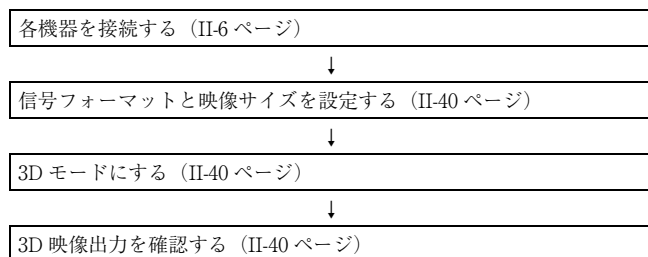 各機器を接続する（II-6 ページ）
↓
信号フォーマットと映像サイズを設定する（II-40 ページ）
↓
3D モードにする（II-40 ページ）
↓
3D 映像出力を確認する（II-40 ページ）